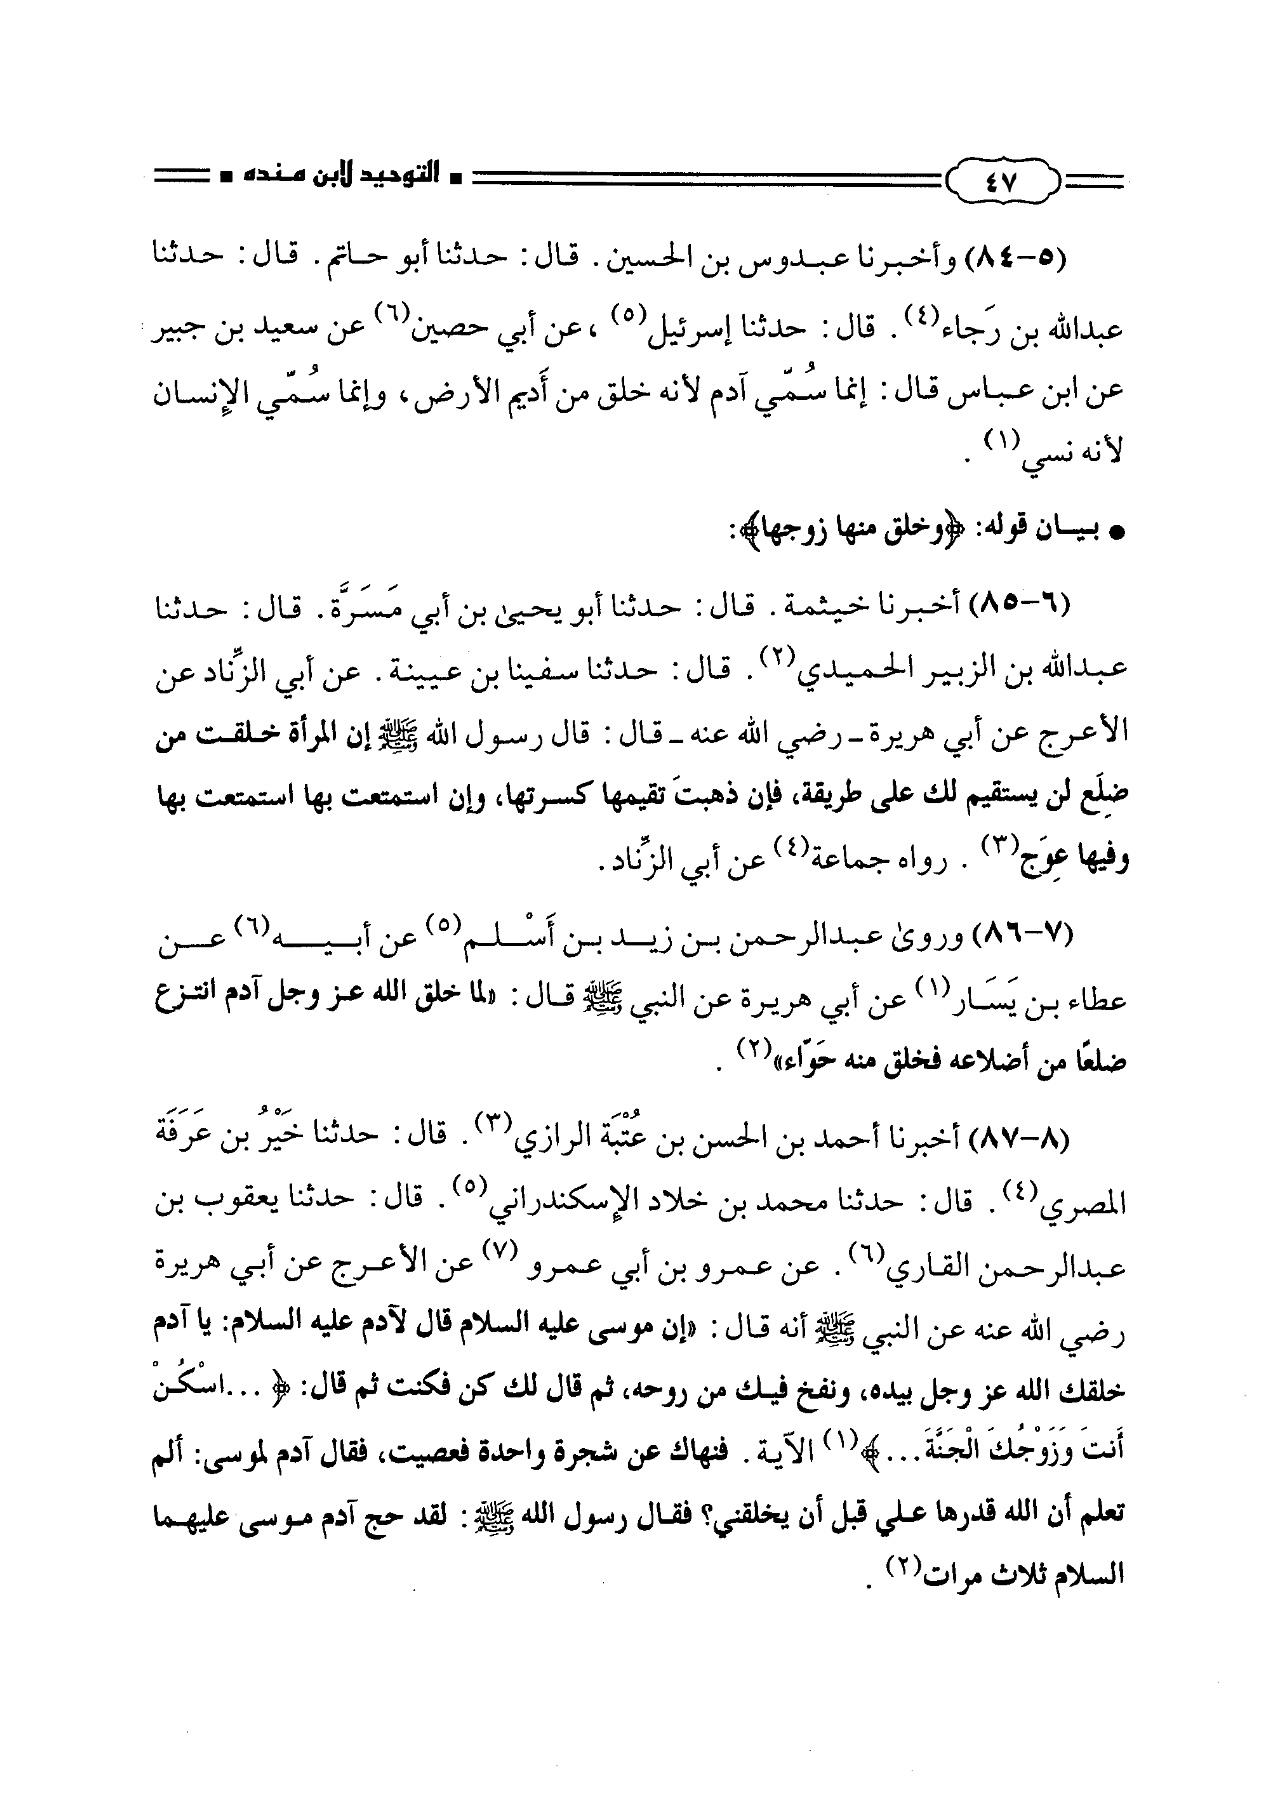 ٤٧ ■ التوحيد لابن منده ■
(٥-٨٤) وأخبرنا عبدوس بن الحسين. قال: حدثنا أبو حاتم. قال: حدثنا
عبدالله بن رَجاء(٤). قال: حدثنا إسرئيل(٥)، عن أبي حصين(٦) عن سعيد بن جبير
عن ابن عباس قال: إنما سُمّي آدم لأنه خلق من أَديم الأرض، وإنما سُمّي الإنسان
لأنه نسي(١).
● بيان قوله: ﴿وخلق منها زوجها﴾:
(٦-٨٥) أخبرنا خيثمة. قال: حدثنا أبو يحيىٰ بن أبي مَسَرَّة. قال: حدثنا
عبدالله بن الزبير الحميدي(٢). قال: حدثنا سفينا بن عيينة. عن أبي الزِّناد عن
الأعرج عن أبي هريرة ـ رضي الله عنه ـ قال: قال رسول الله ﷺ إن المرأة خلقت من
ضِلَع لن يستقيم لك على طريقة، فإن ذهبتَ تقيمها كسرتها، وإن استمتعت بها استمتعت بها
وفيها عِوَج(٣). رواه جماعة(٤) عن أبي الزِّناد.
(٧-٨٦) وروىٰ عبدالرحمن بن زيد بن أَسْلم(٥) عن أبيه(٦) عن
عطاء بن يَسَار(١) عن أبي هريرة عن النبي ﷺ قال: «لما خلق الله عز وجل آدم انتزع
ضلعًا من أضلاعه فخلق منه حَوّاء»(٢).
(٨-٨٧) أخبرنا أحمد بن الحسن بن عُتْبَة الرازي(٣). قال: حدثنا خَيْرُ بن عَرَفَة
المصري(٤). قال: حدثنا محمد بن خلاد الإسكندراني(٥). قال: حدثنا يعقوب بن
عبدالرحمن القاري(٦). عن عمرو بن أبي عمرو(٧) عن الأعرج عن أبي هريرة
رضي الله عنه عن النبي ﷺ أنه قال: «إن موسى عليه السلام قال لآدم عليه السلام: يا آدم
خلقك الله عز وجل بيده، ونفخ فيك من روحه، ثم قال لك كن فكنت ثم قال: ﴿...اسْكُنْ
أَنتَ وَزَوْجُكَ الْجَنَّةَ...﴾(١) الآية. فنهاك عن شجرة واحدة فعصيت، فقال آدم لموسى: ألم
تعلم أن الله قدرها علي قبل أن يخلقني؟ فقال رسول الله ﷺ: لقد حج آدم موسى عليهما
السلام ثلاث مرات(٢).